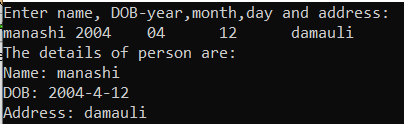 Enter name, DOB-year,month,day and address:
manashi 2004    04      12      damauli
The details of person are:
Name: manashi
DOB: 2004-4-12
Address: damauli